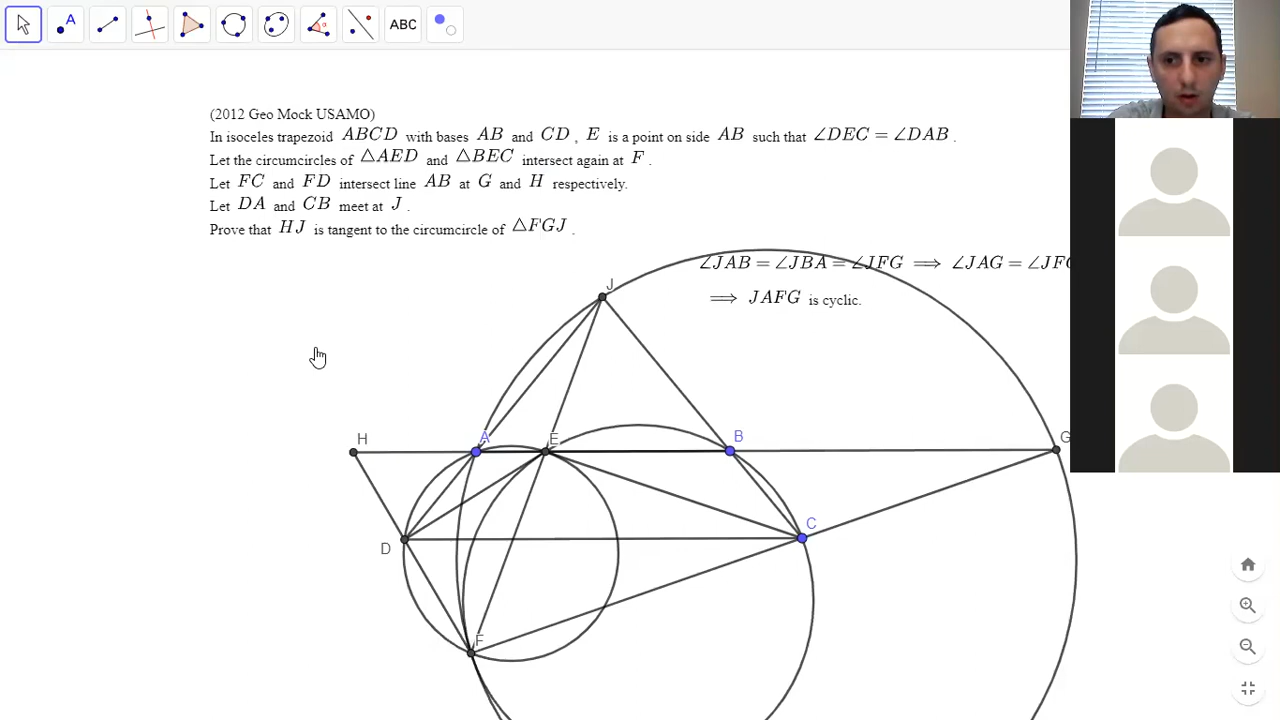 ABC
(2012 Geo Mock USAMO)
In isoceles trapezoid ABCD with bases AB and CD , E is a point on side AB such that ∠DEC = ∠DAB .
Let the circumcircles of △AED and △BEC intersect again at F .
Let FC and FD intersect line AB at G and H respectively.
Let DA and CB meet at J .
Prove that HJ is tangent to the circumcircle of △FGJ .
∠JAB = ∠JBA = ∠JFG ⟹ ∠JAG = ∠JF
⟹ JAFG is cyclic.
J
H
A
E
B
G
D
C
F